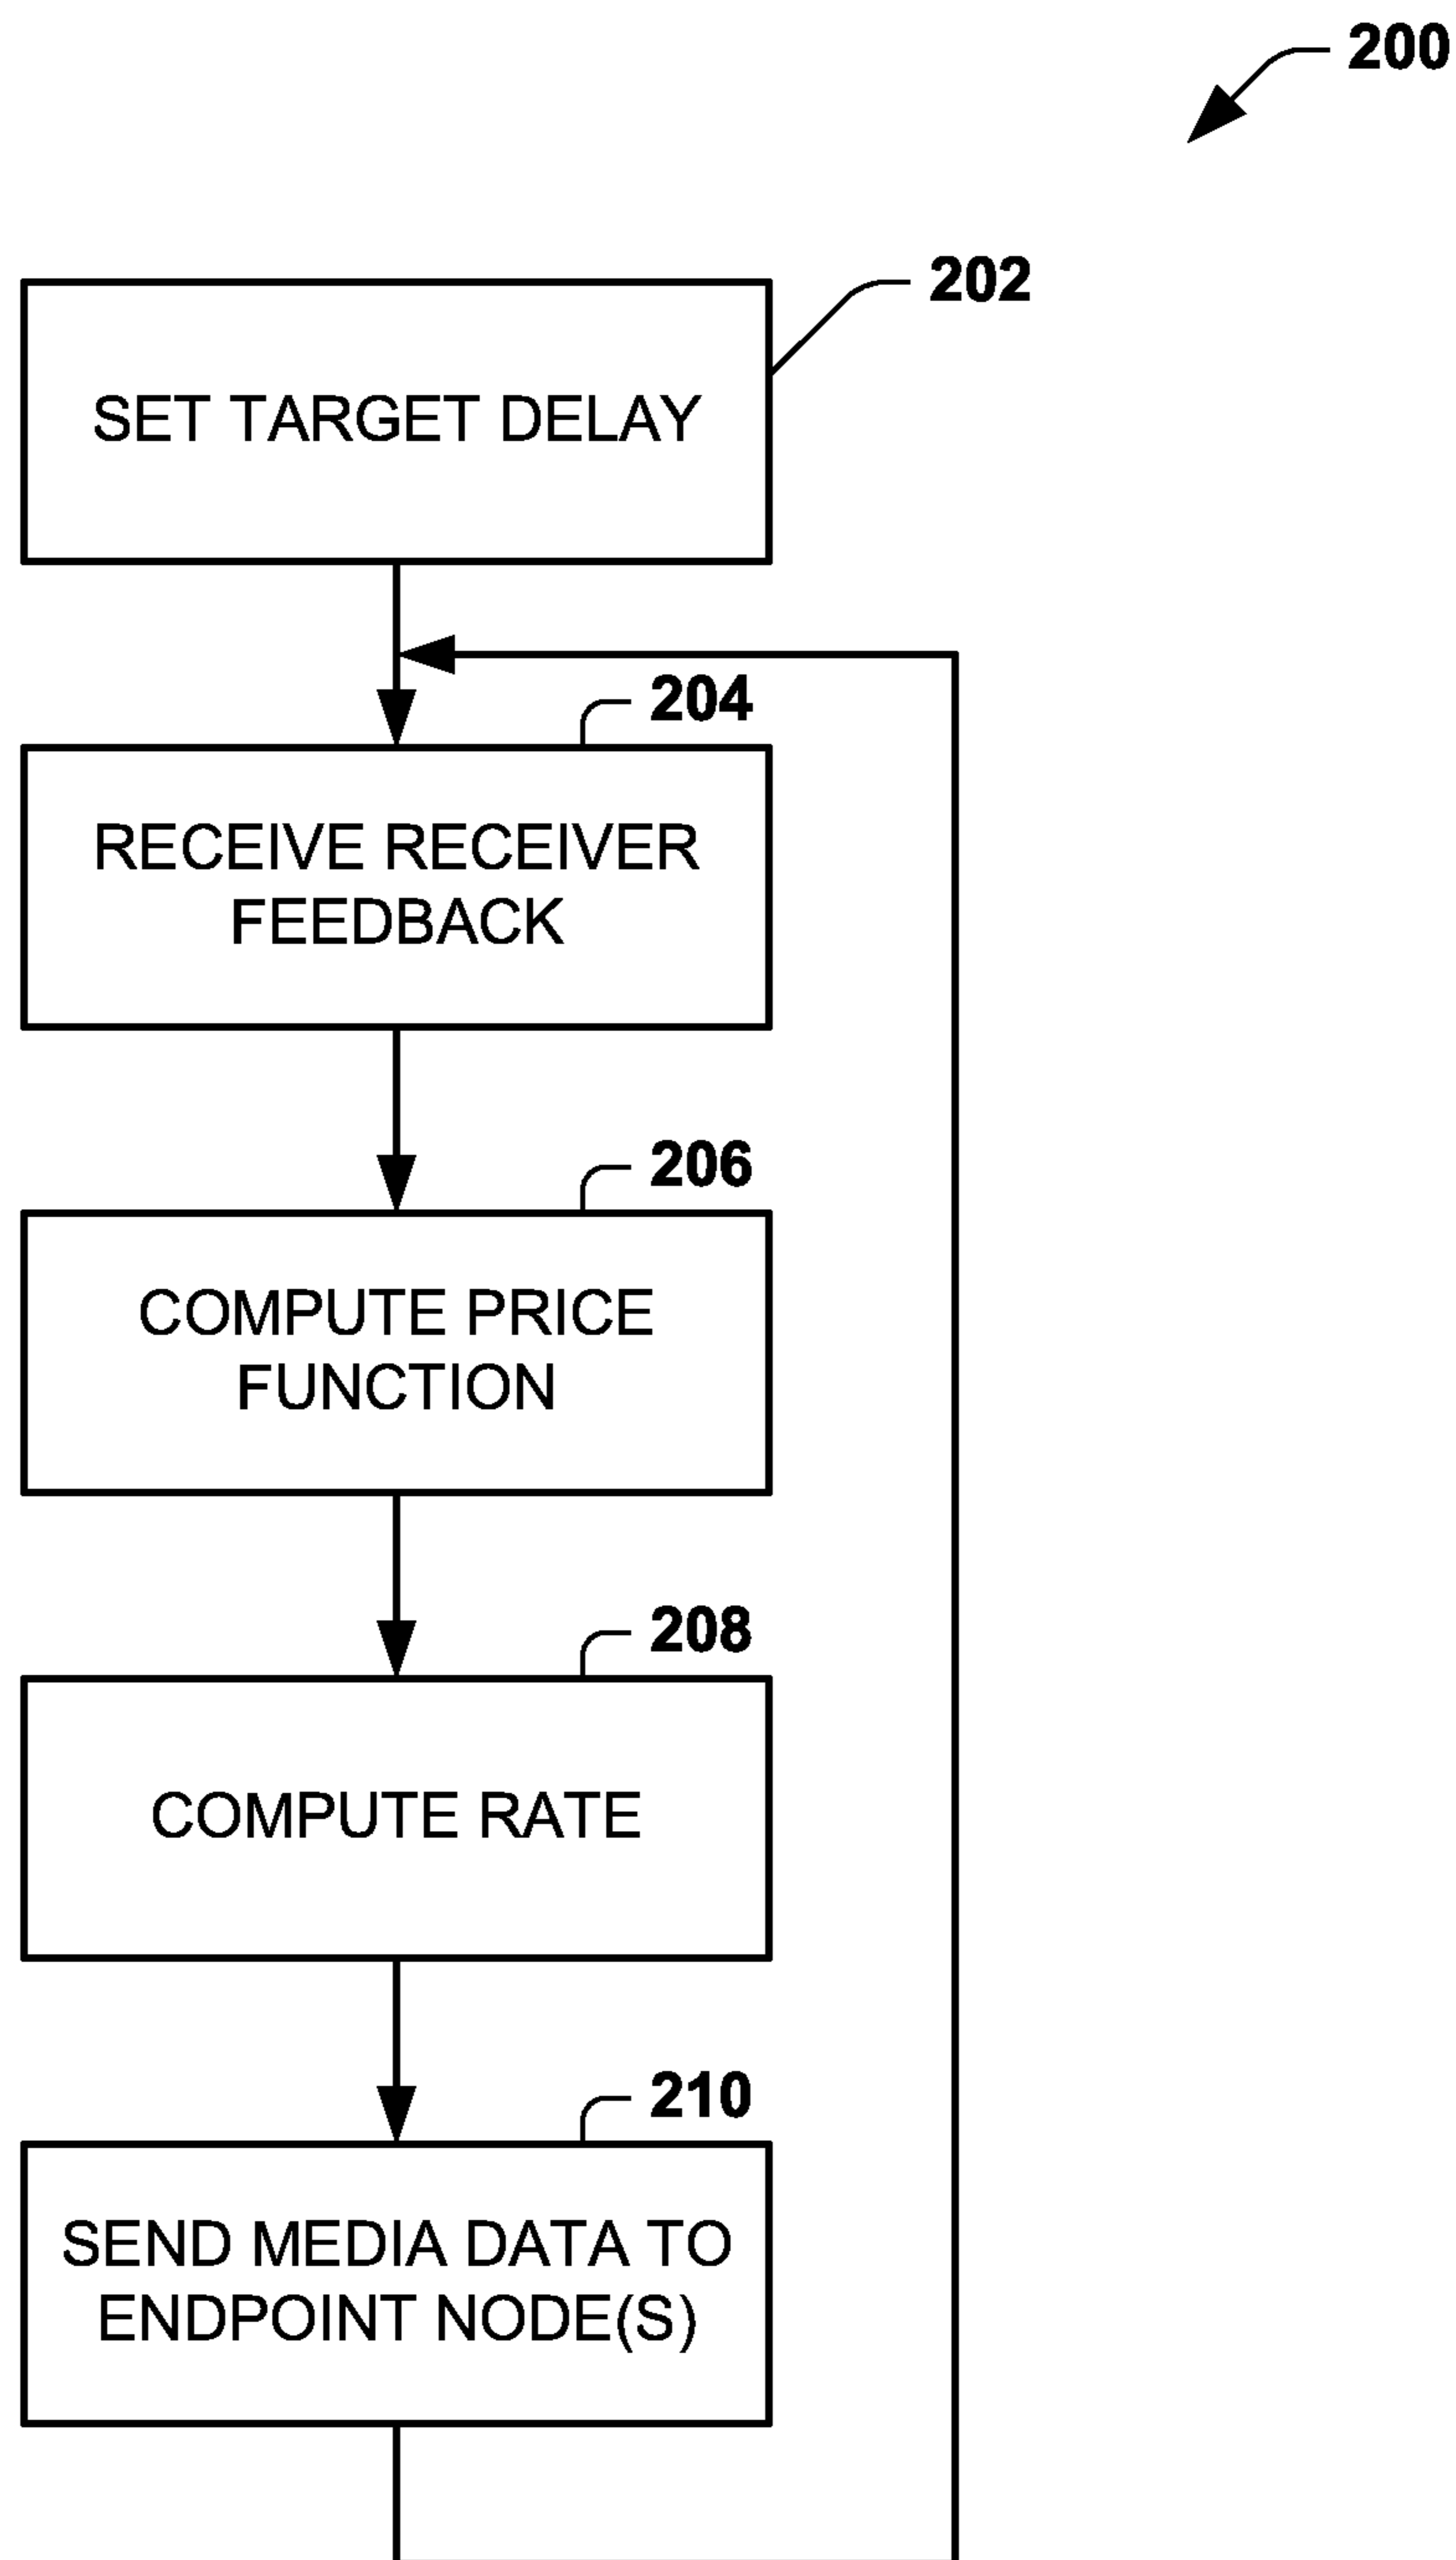 200
202
SET TARGET DELAY
204
RECEIVE RECEIVER
FEEDBACK
206
COMPUTE PRICE
FUNCTION
208
COMPUTE RATE
210
SEND MEDIA DATA TO
ENDPOINT NODE(S)